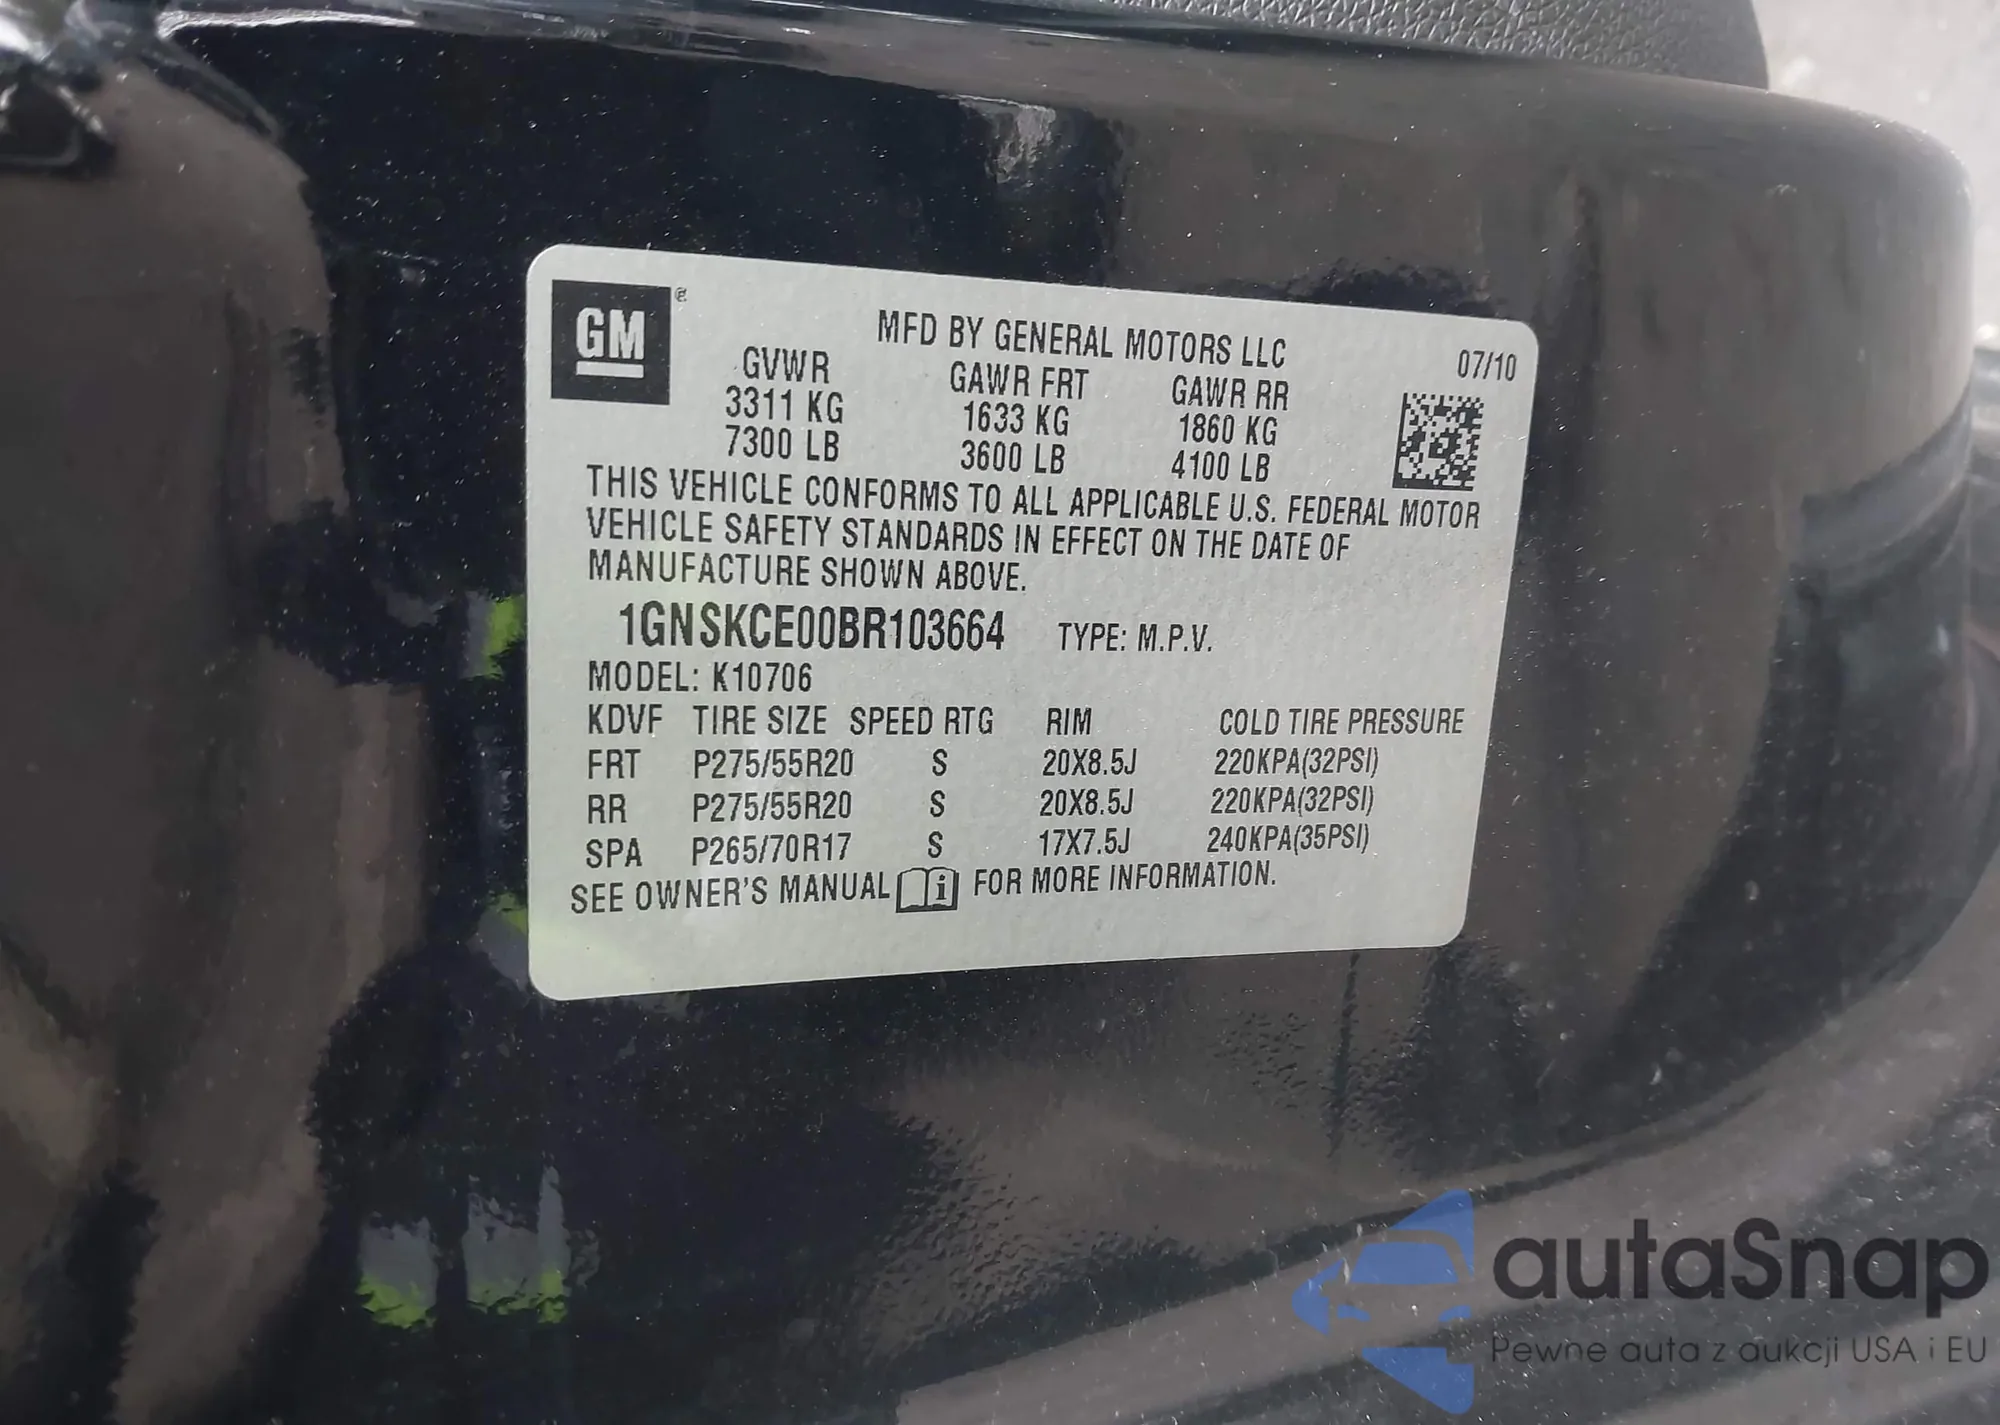 GM
MFD BY GENERAL MOTORS LLC
07/10
GVWR GAWR FRT GAWR RR
3311 KG 1633 KG 1860 KG
7300 LB 3600 LB 4100 LB
THIS VEHICLE CONFORMS TO ALL APPLICABLE U.S. FEDERAL MOTOR
VEHICLE SAFETY STANDARDS IN EFFECT ON THE DATE OF
MANUFACTURE SHOWN ABOVE.
1GNSKCE00BR103664 TYPE: M.P.V.
MODEL: K10706
KDVF TIRE SIZE SPEED RTG RIM COLD TIRE PRESSURE
FRT P275/55R20 S 20X8.5J 220KPA(32PSI)
RR P275/55R20 S 20X8.5J 220KPA(32PSI)
SPA P265/70R17 S 17X7.5J 240KPA(35PSI)
SEE OWNER'S MANUAL i FOR MORE INFORMATION.
autaSnap
Pewne auta z aukcji USA i EU